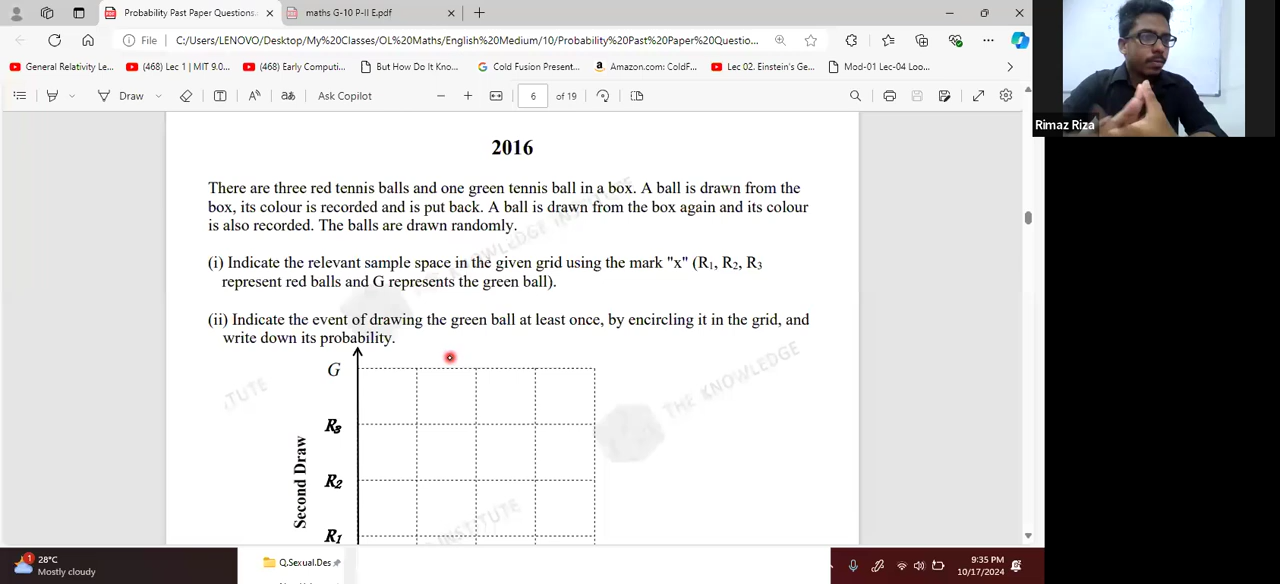 Probability Past Paper Questions.
maths G-10 P-II E.pdf
File
C:/Users/LENOVO/Desktop/My%20Classes/OL%20Maths/English%20Medium/10/Probability%20Past%20Paper%20Questio...
General Relativity Le...
(468) Lec 1 | MIT 9.0...
(468) Early Computi...
But How Do It Kno...
Cold Fusion Present...
Amazon.com: ColdF...
Lec 02. Einstein's Ge...
Mod-01 Lec-04 Loo...
Draw
Ask Copilot
6 of 19
Rimaz Riza
2016
There are three red tennis balls and one green tennis ball in a box. A ball is drawn from the
box, its colour is recorded and is put back. A ball is drawn from the box again and its colour
is also recorded. The balls are drawn randomly.
(i) Indicate the relevant sample space in the given grid using the mark "x" (R₁, R₂, R₃
represent red balls and G represents the green ball).
(ii) Indicate the event of drawing the green ball at least once, by encircling it in the grid, and
write down its probability.
G
R₃
R₂
R₁
Second Draw
THE KNOWLEDGE INSTITUTE
TUTE
THE KNOWLEDGE
INSTITUTE
1
28°C
Mostly cloudy
Q.Sexual.Des
9:35 PM
10/17/2024